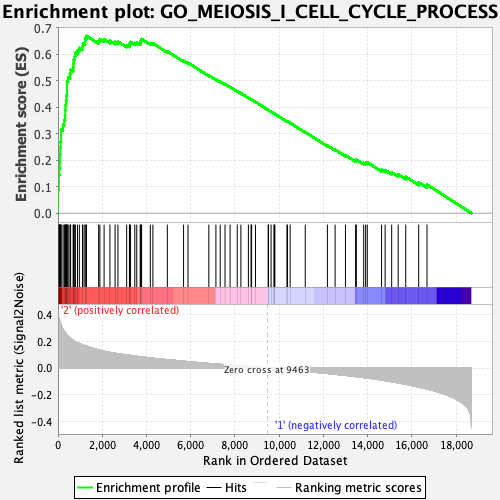 Enrichment plot: GO_MEIOSIS_I_CELL_CYCLE_PROCESS
Enrichment score (ES)
0.7
0.6
0.5
0.4
0.3
0.2
0.1
0.0
'2' (positively correlated)
Ranked list metric (Signal2Noise)
0.4
0.2
0.0
-0.2
-0.4
Zero cross at 9463
'1' (negatively correlated)
0 2,000 4,000 6,000 8,000 10,000 12,000 14,000 16,000 18,000
Rank in Ordered Dataset
Enrichment profile Hits Ranking metric scores